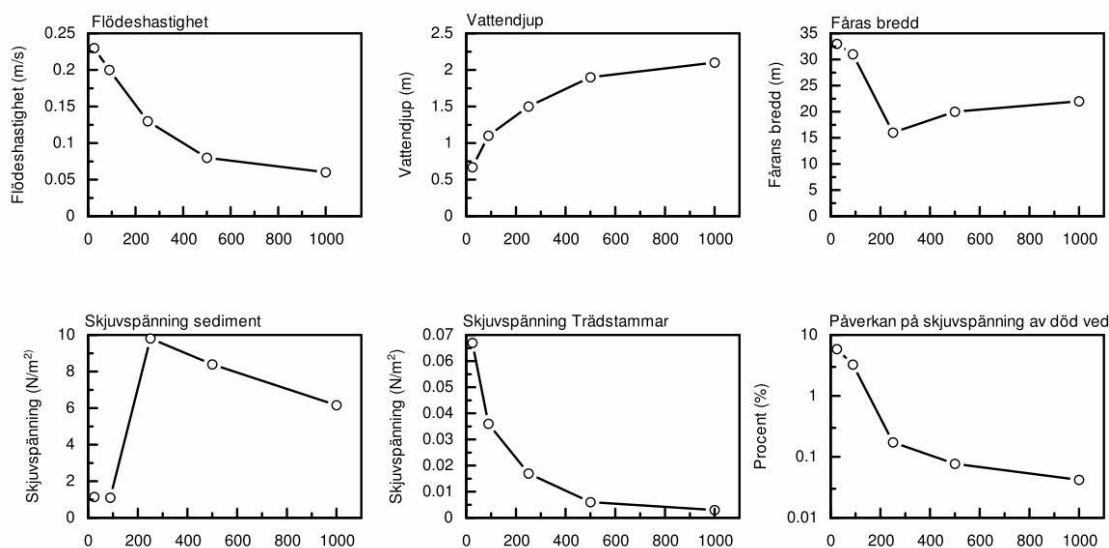 Flödeshastighet
Flödeshastighet (m/s)
0.25
0.2
0.15
0.1
0.05
0
0 200 400 600 800 1000
Vattendjup
Vattendjup (m)
2.5
2
1.5
1
0.5
0
0 200 400 600 800 1000
Fåras bredd
Fårans bredd (m)
35
30
25
20
15
10
5
0
0 200 400 600 800 1000
Skjuvspänning sediment
Skjuvspänning (N/m²)
10
8
6
4
2
0
0 200 400 600 800 1000
Skjuvspänning Trädstammar
Skjuvspänning (N/m²)
0.07
0.06
0.05
0.04
0.03
0.02
0.01
0
0 200 400 600 800 1000
Påverkan på skjuvspänning av död ved
Procent (%)
10
1
0.1
0.01
0 200 400 600 800 1000